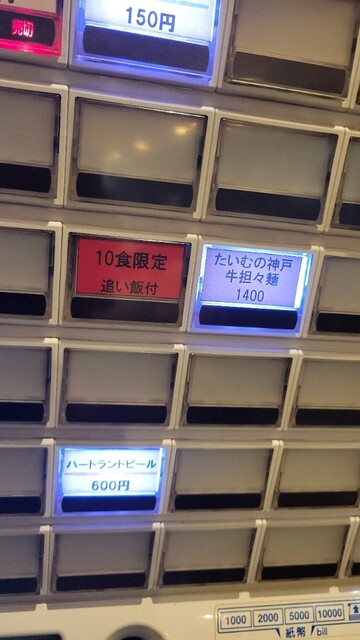 売切
150円
10食限定
追い飯付
たいむの神戸
牛担々麺
1400
ハートランドビール
600円
1000 2000 5000 10000
紙幣 bill